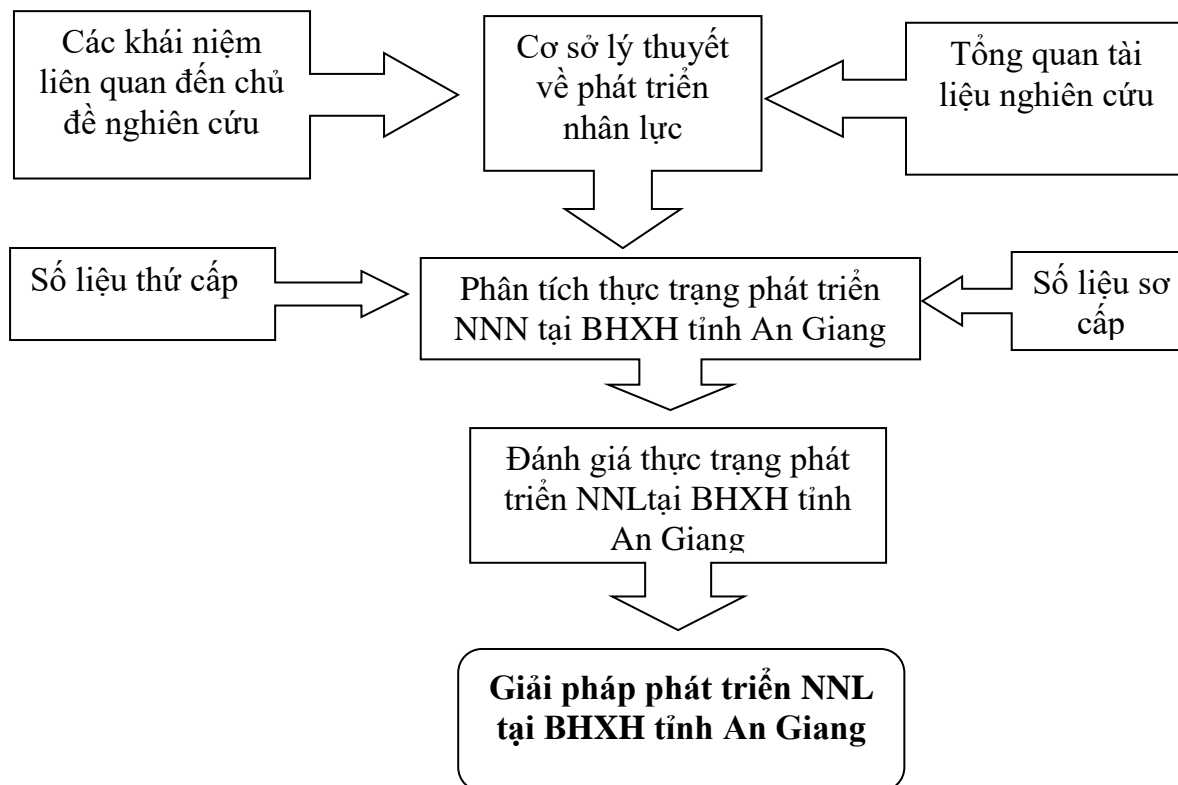 Các khái niệm
liên quan đến chủ
đề nghiên cứu
Cơ sở lý thuyết
về phát triển
nhân lực
Tổng quan tài
liệu nghiên cứu
Số liệu thứ cấp
Phân tích thực trạng phát triển
NNN tại BHXH tỉnh An Giang
Số liệu sơ
cấp
Đánh giá thực trạng phát
triển NNLtại BHXH tỉnh
An Giang
Giải pháp phát triển NNL
tại BHXH tỉnh An Giang